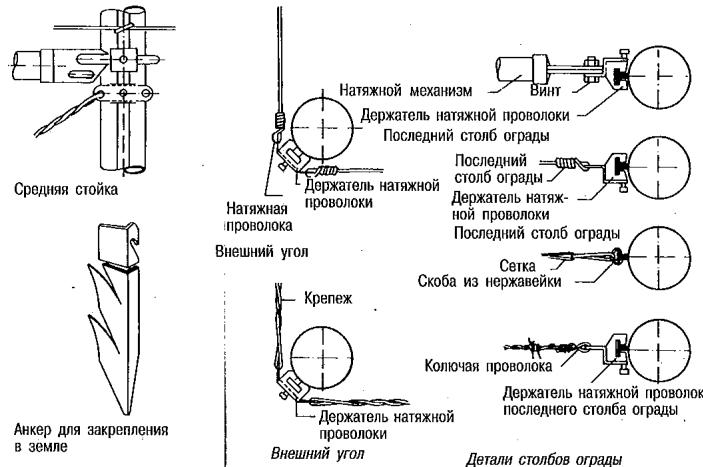 Средняя стойка
Анкер для закрепления
в земле
Держатель натяжной
проволоки
Натяжная
проволока
Внешний угол
Крепеж
Держатель натяжной
проволоки
Внешний угол
Натяжной механизм
Винт
Держатель натяжной проволоки
Последний столб ограды
Последний
столб ограды
Держатель натяж-
ной проволоки
Последний столб ограды
Сетка
Скоба из нержавейки
Колючая проволока
Держатель натяжной проволок
последнего столба ограды
Детали столбов ограды